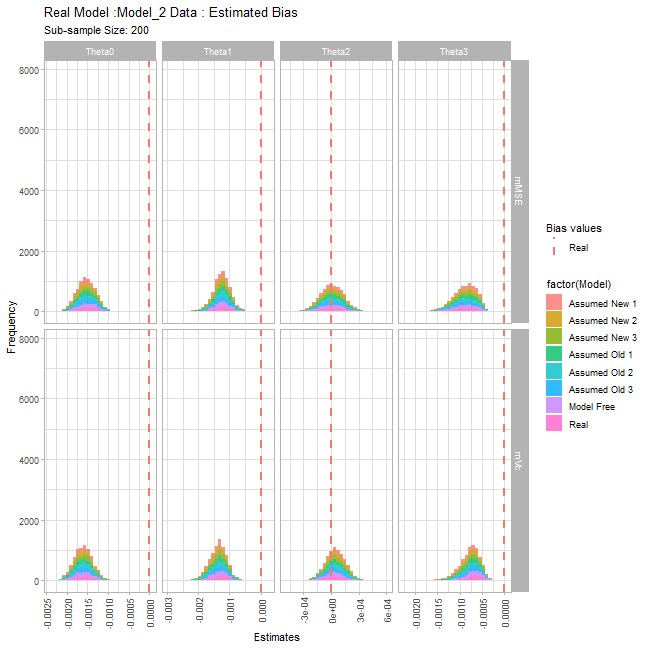 Real Model :Model_2 Data : Estimated Bias
Sub-sample Size: 200
Theta0 Theta1 Theta2 Theta3
8000
6000
4000
2000
0
mMSE
8000
6000
4000
2000
0
mVc
Frequency
-0.0025 -0.0020 -0.0015 -0.0010 -0.0005 0.0000
-0.003 -0.002 -0.001 0.000
-3e-04 0e+00 3e-04 6e-04
-0.0020 -0.0015 -0.0010 -0.0005 0.0000
Estimates
Bias values
Real
factor(Model)
Assumed New 1
Assumed New 2
Assumed New 3
Assumed Old 1
Assumed Old 2
Assumed Old 3
Model Free
Real